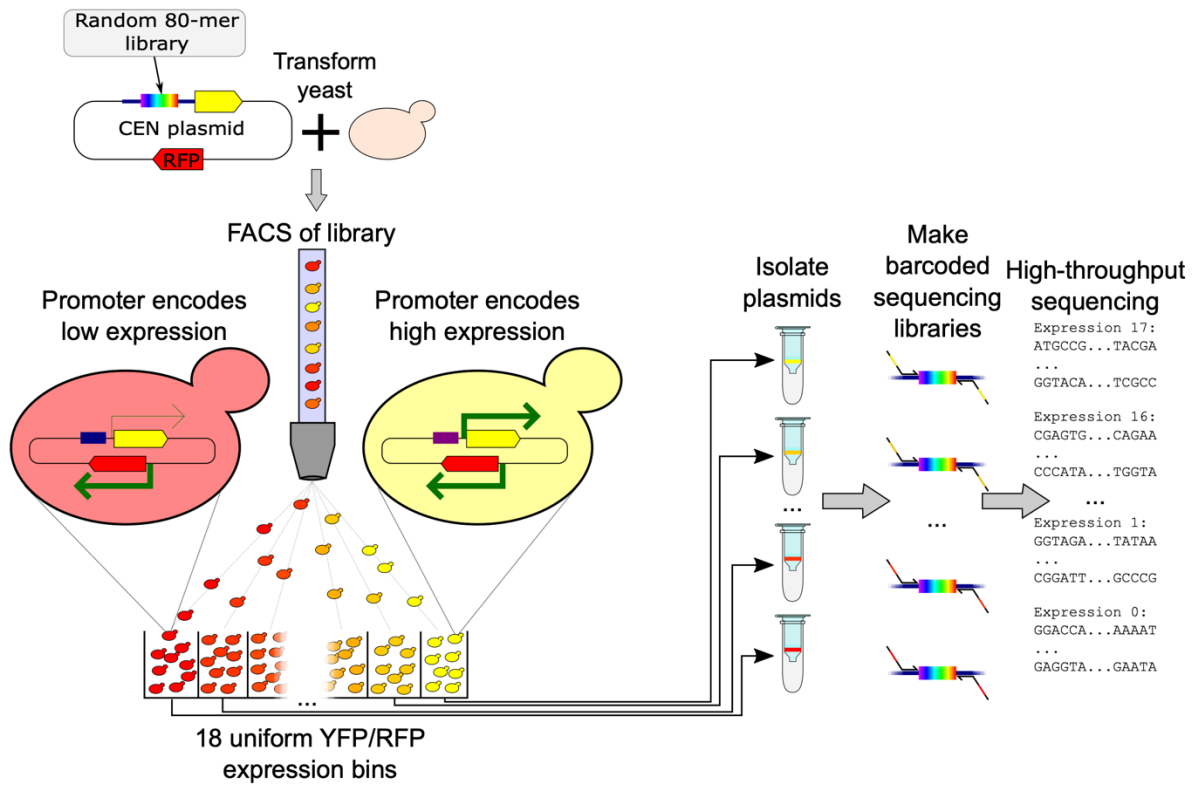 Random 80-mer
library
Transform
yeast
CEN plasmid
RFP
FACS of library
Promoter encodes
low expression
Promoter encodes
high expression
...
18 uniform YFP/RFP
expression bins
Isolate
plasmids
...
Make
barcoded
sequencing
libraries
...
High-throughput
sequencing
Expression 17:
ATGCCG...TACGA
...
GGTACA...TCGCC
Expression 16:
CGAGTG...CAGAA
...
CCCATA...TGGTA
...
Expression 1:
GGTAGA...TATAA
...
CGGATT...GCCCG
Expression 0:
GGACCA...AAAAT
...
GAGGTA...GAATA